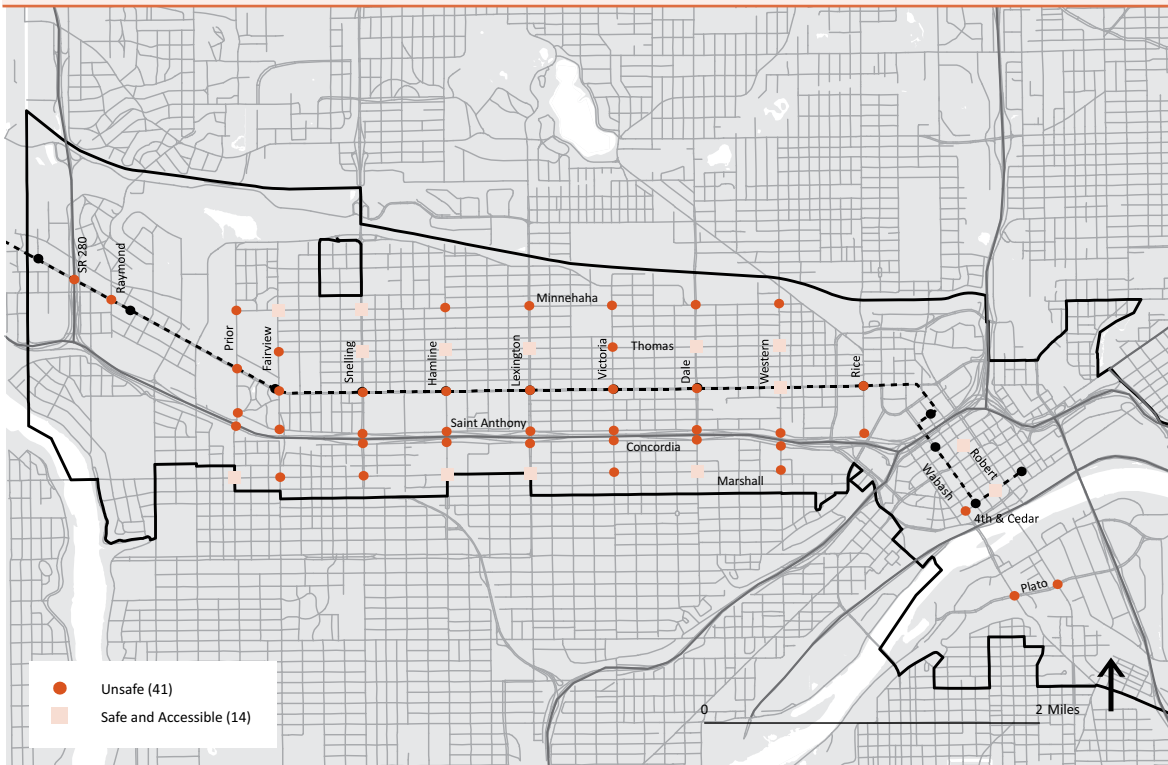 SR 280
Raymond
Prior
Fairview
Snelling
Hamline
Lexington
Minnehaha
Victoria
Thomas
Dale
Western
Rice
Saint Anthony
Concordia
Marshall
Robert
Wabash
4th & Cedar
Plato
Unsafe (41)
Safe and Accessible (14)
0
2 Miles